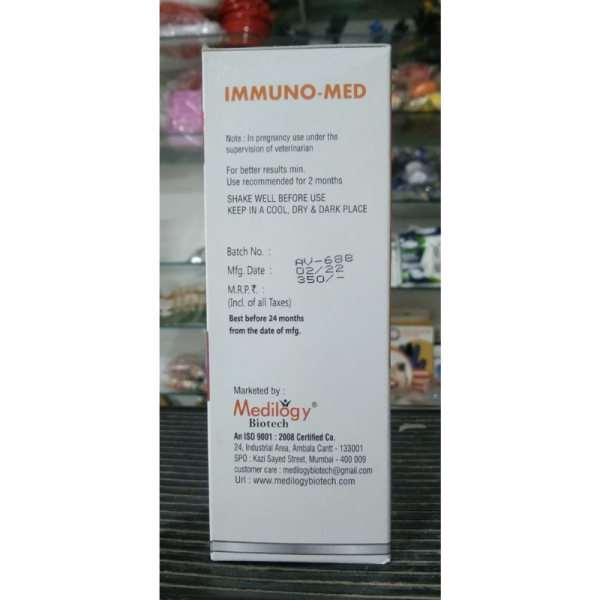 IMMUNO-MED
Note : In pregnancy use under the
supervision of veterinarian
For better results min.
Use recommended for 2 months
SHAKE WELL BEFORE USE
KEEP IN A COOL, DRY & DARK PLACE
Batch No. : AV-688
Mfg. Date : 02/22
M.R.P. ₹. : 350/-
(Incl. of all Taxes)
Best before 24 months
from the date of mfg.
Marketed by :
Medilogy®
Biotech
An ISO 9001 : 2008 Certified Co.
24, Industrial Area, Ambala Cantt - 133001
SPO : Kazi Sayed Street, Mumbai - 400 009
customer care : medilogybiotech@gmail.com
Url : www.medilogybiotech.com